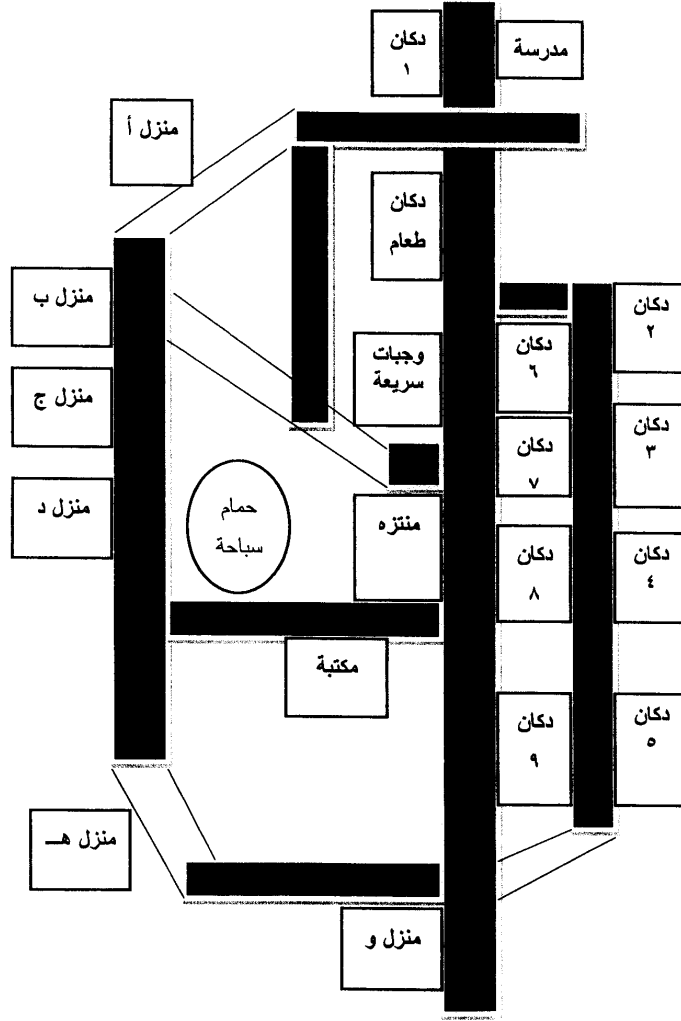 مدرسة
دكان
١
منزل أ
دكان
طعام
دكان
٢
منزل ب
وجبات
سريعة
دكان
٦
منزل ج
دكان
٣
دكان
٧
منزل د
حمام
سباحة
منتزه
دكان
٨
دكان
٤
مكتبة
دكان
٩
دكان
٥
منزل هـ
منزل و